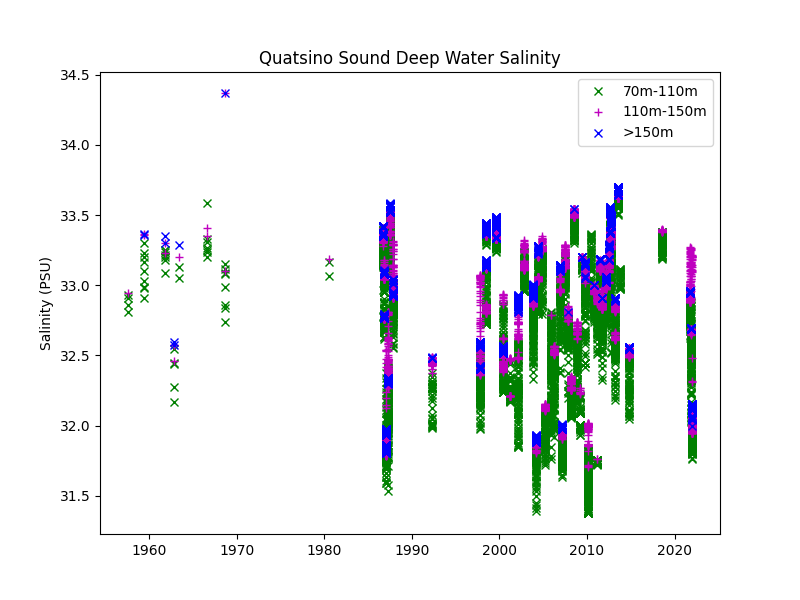 Quatsino Sound Deep Water Salinity
34.5
34.0
33.5
33.0
32.5
32.0
31.5
Salinity (PSU)
70m-110m
110m-150m
>150m
1960 1970 1980 1990 2000 2010 2020